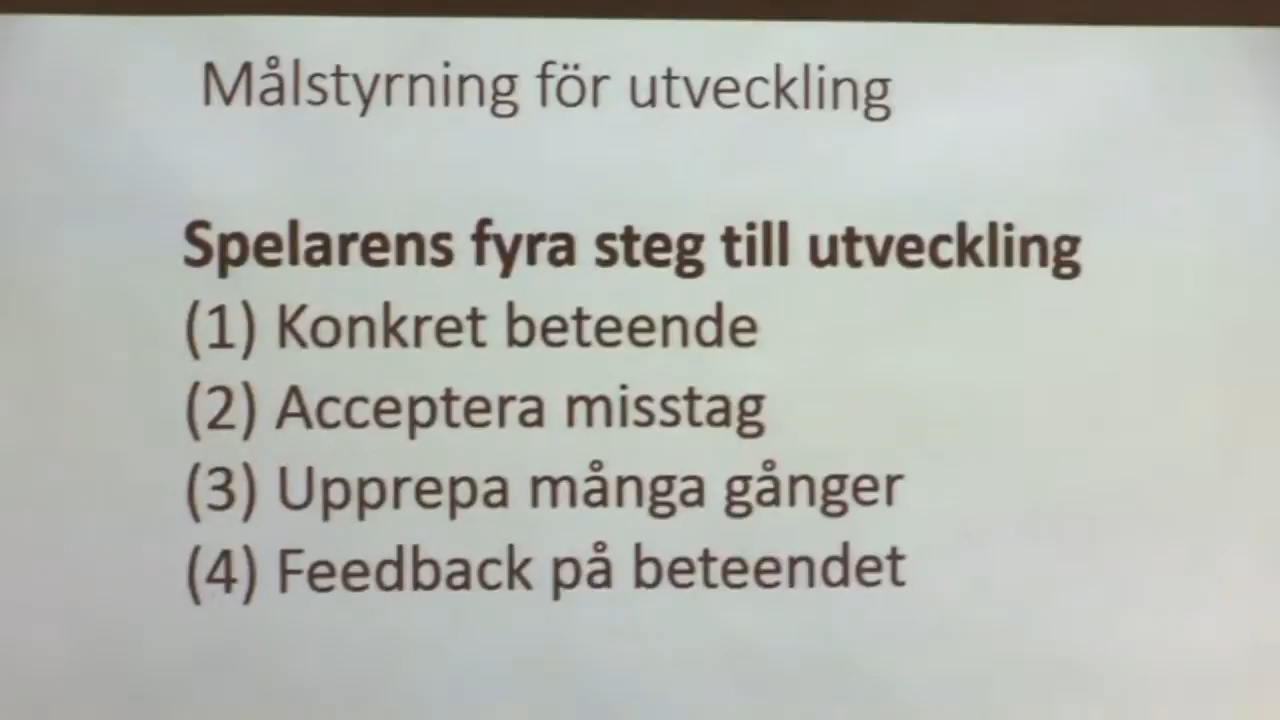 Målstyrning för utveckling
Spelarens fyra steg till utveckling
(1) Konkret beteende
(2) Acceptera misstag
(3) Upprepa många gånger
(4) Feedback på beteendet